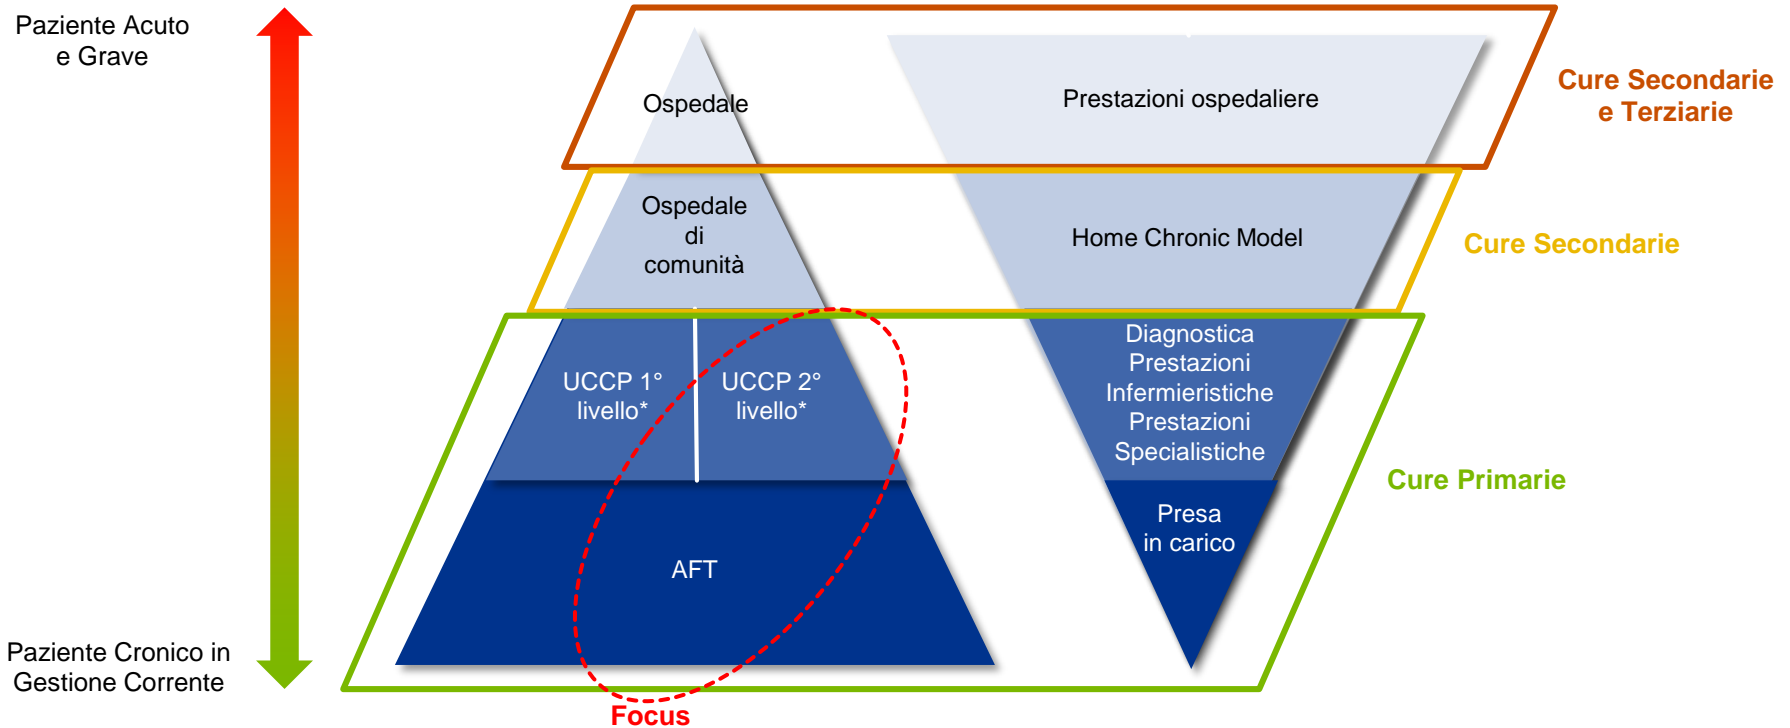 Paziente Acuto
e Grave
Ospedale
Prestazioni ospedaliere
Cure Secondarie
e Terziarie
Ospedale
di
comunità
Home Chronic Model
Cure Secondarie
UCCP 1°
livello*
UCCP 2°
livello*
Diagnostica
Prestazioni
Infermieristiche
Prestazioni
Specialistiche
Cure Primarie
AFT
Presa
in carico
Paziente Cronico in
Gestione Corrente
Focus